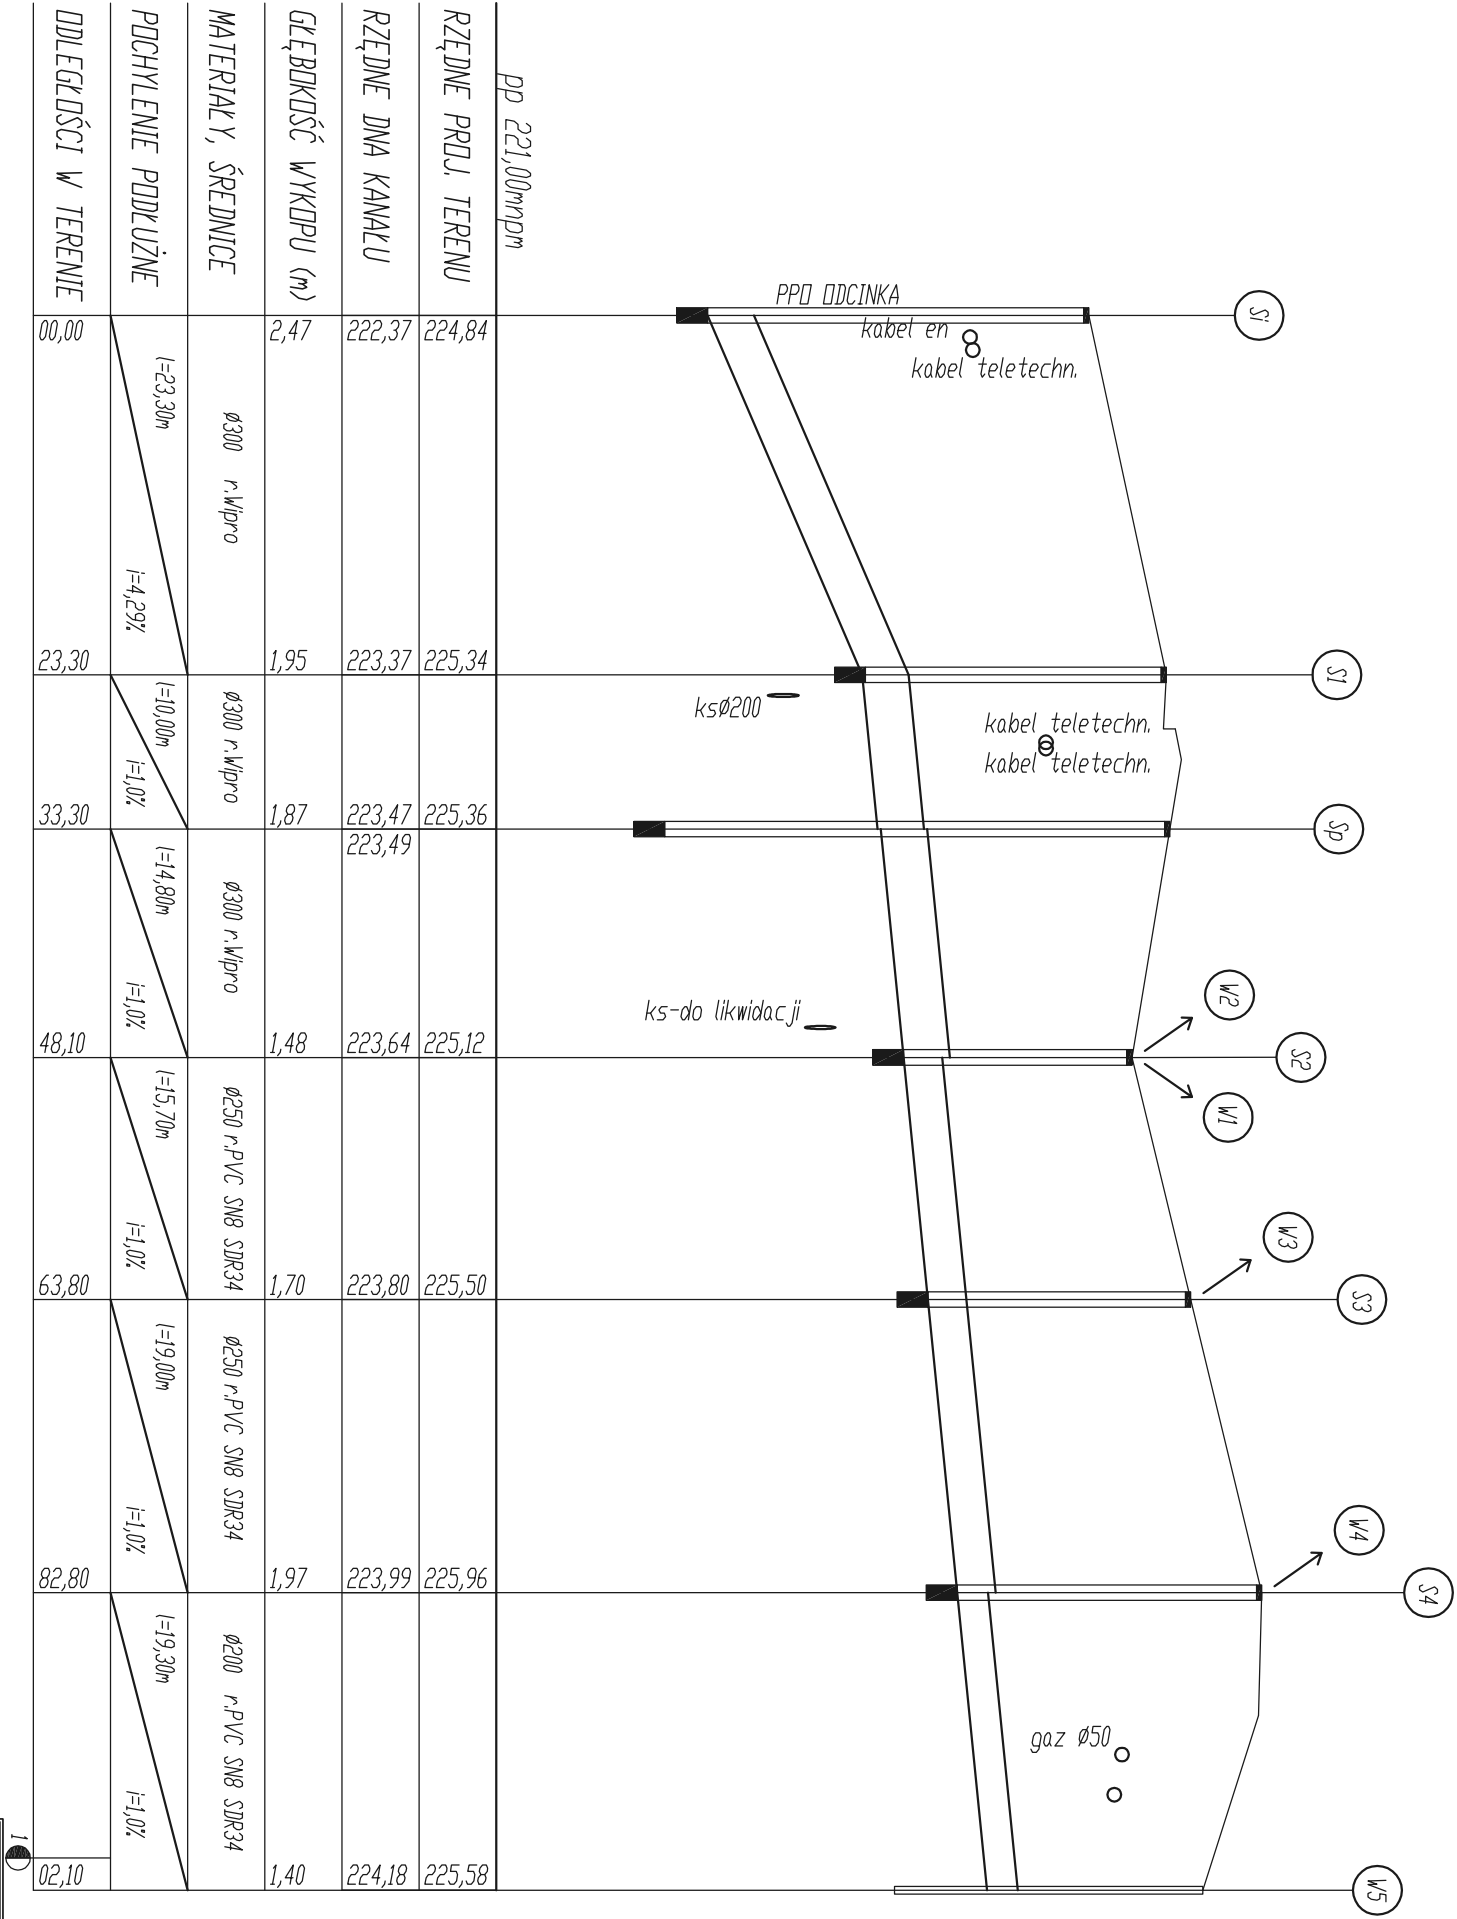 Si
S1
Sp
W2
S2
W1
W3
S3
W4
S4
W5
PPO ODCINKA
kabel en
kabel teletechn.
ksø200
kabel teletechn.
kabel teletechn.
ks-do likwidacji
gaz ø50
pp 221,00mnpm
RZĘDNE PROJ. TERENU
224,84
225,34
225,36
225,12
225,50
225,96
225,58
RZĘDNE DNA KANAŁU
222,37
223,37
223,47
223,49
223,64
223,80
223,99
224,18
GŁĘBOKOŚĆ WYKOPU (m)
2,47
1,95
1,87
1,48
1,70
1,97
1,40
MATERIAŁY, ŚREDNICE
ø300 r.Wipro
ø300 r.Wipro
ø300 r.Wipro
ø250 r.PVC SN8 SDR34
ø250 r.PVC SN8 SDR34
ø200 r.PVC SN8 SDR34
POCHYLENIE PODŁUŻNE
l=23,30m
i=4,29%
l=10,00m
i=1,0%
l=14,80m
i=1,0%
l=15,70m
i=1,0%
l=19,00m
i=1,0%
l=19,30m
i=1,0%
ODLEGŁOŚCI W TERENIE
00,00
23,30
33,30
48,10
63,80
82,80
02,10
1